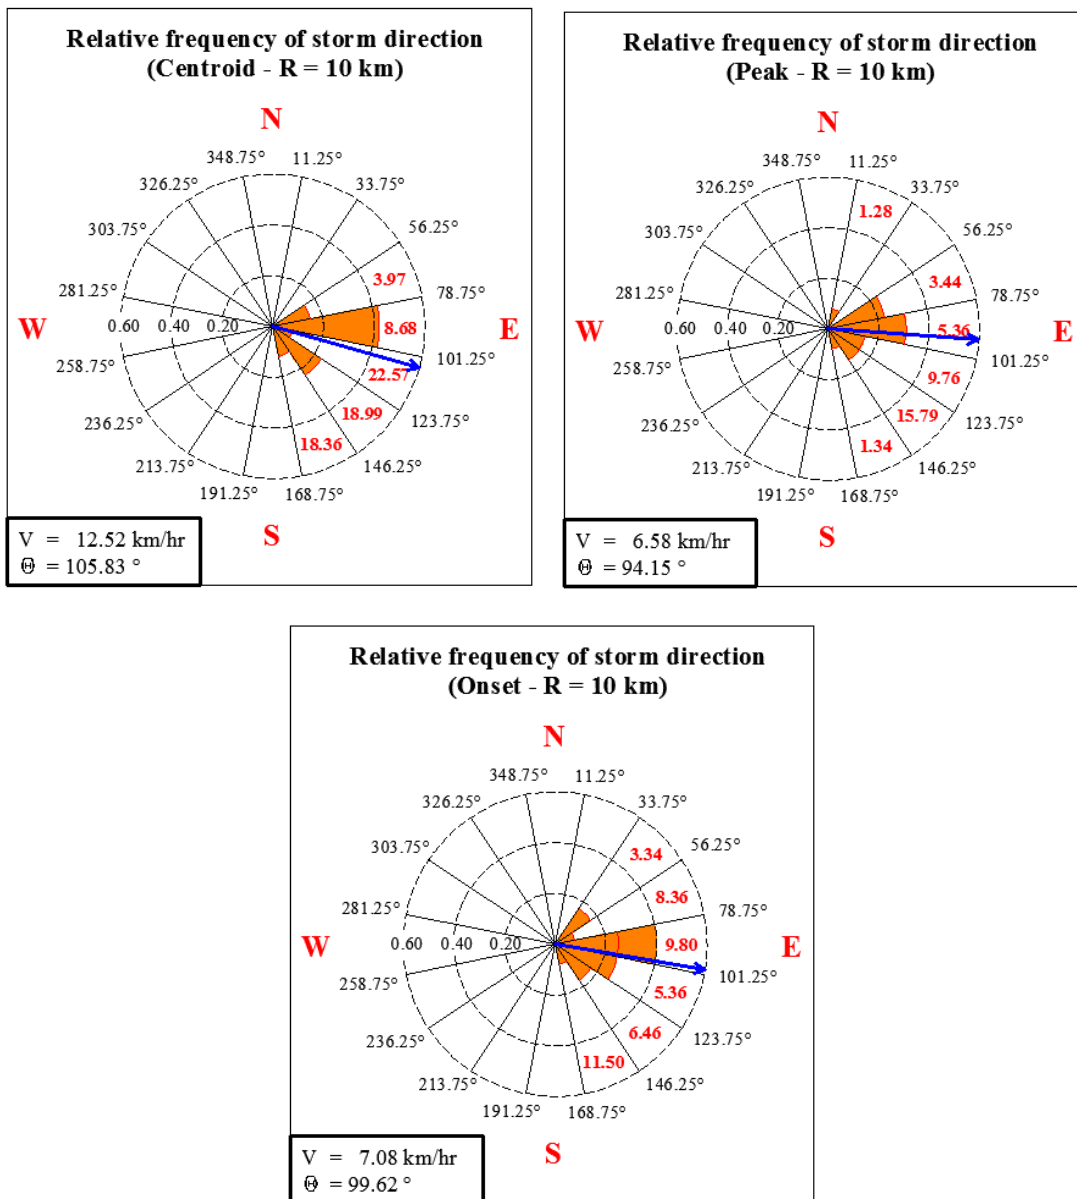 Relative frequency of storm direction
(Centroid - R = 10 km)
N
348.75° 11.25°
326.25° 33.75°
303.75° 56.25°
3.97
281.25° 78.75°
W 0.60 0.40 0.20 8.68 E
258.75° 22.57 101.25°
236.25° 18.99 123.75°
213.75° 18.36 146.25°
191.25° 168.75°
S
V = 12.52 km/hr
Θ = 105.83 °
Relative frequency of storm direction
(Peak - R = 10 km)
N
348.75° 11.25°
326.25° 33.75°
1.28
303.75° 56.25°
3.44
281.25° 78.75°
W 0.60 0.40 0.20 5.36 E
258.75° 101.25°
9.76
236.25° 15.79 123.75°
213.75° 1.34 146.25°
191.25° 168.75°
S
V = 6.58 km/hr
Θ = 94.15 °
Relative frequency of storm direction
(Onset - R = 10 km)
N
348.75° 11.25°
326.25° 33.75°
303.75° 3.34 56.25°
8.36
281.25° 78.75°
W 0.60 0.40 0.20 9.80 E
258.75° 101.25°
5.36
236.25° 6.46 123.75°
213.75° 11.50 146.25°
191.25° 168.75°
S
V = 7.08 km/hr
Θ = 99.62 °